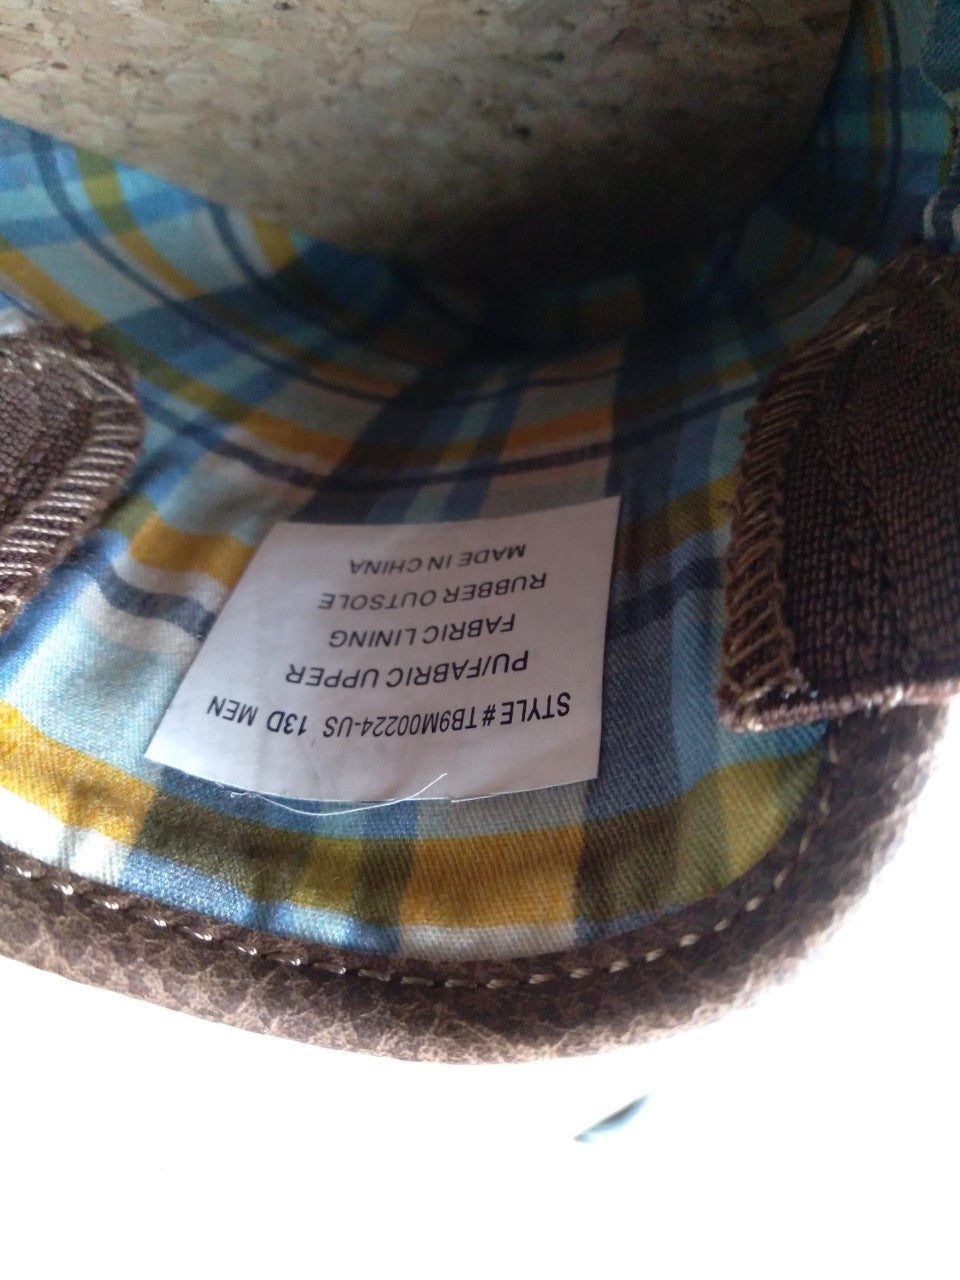 STYLE # TB9M00224-US 13D MEN
PU/FABRIC UPPER
FABRIC LINING
RUBBER OUTSOLE
MADE IN CHINA